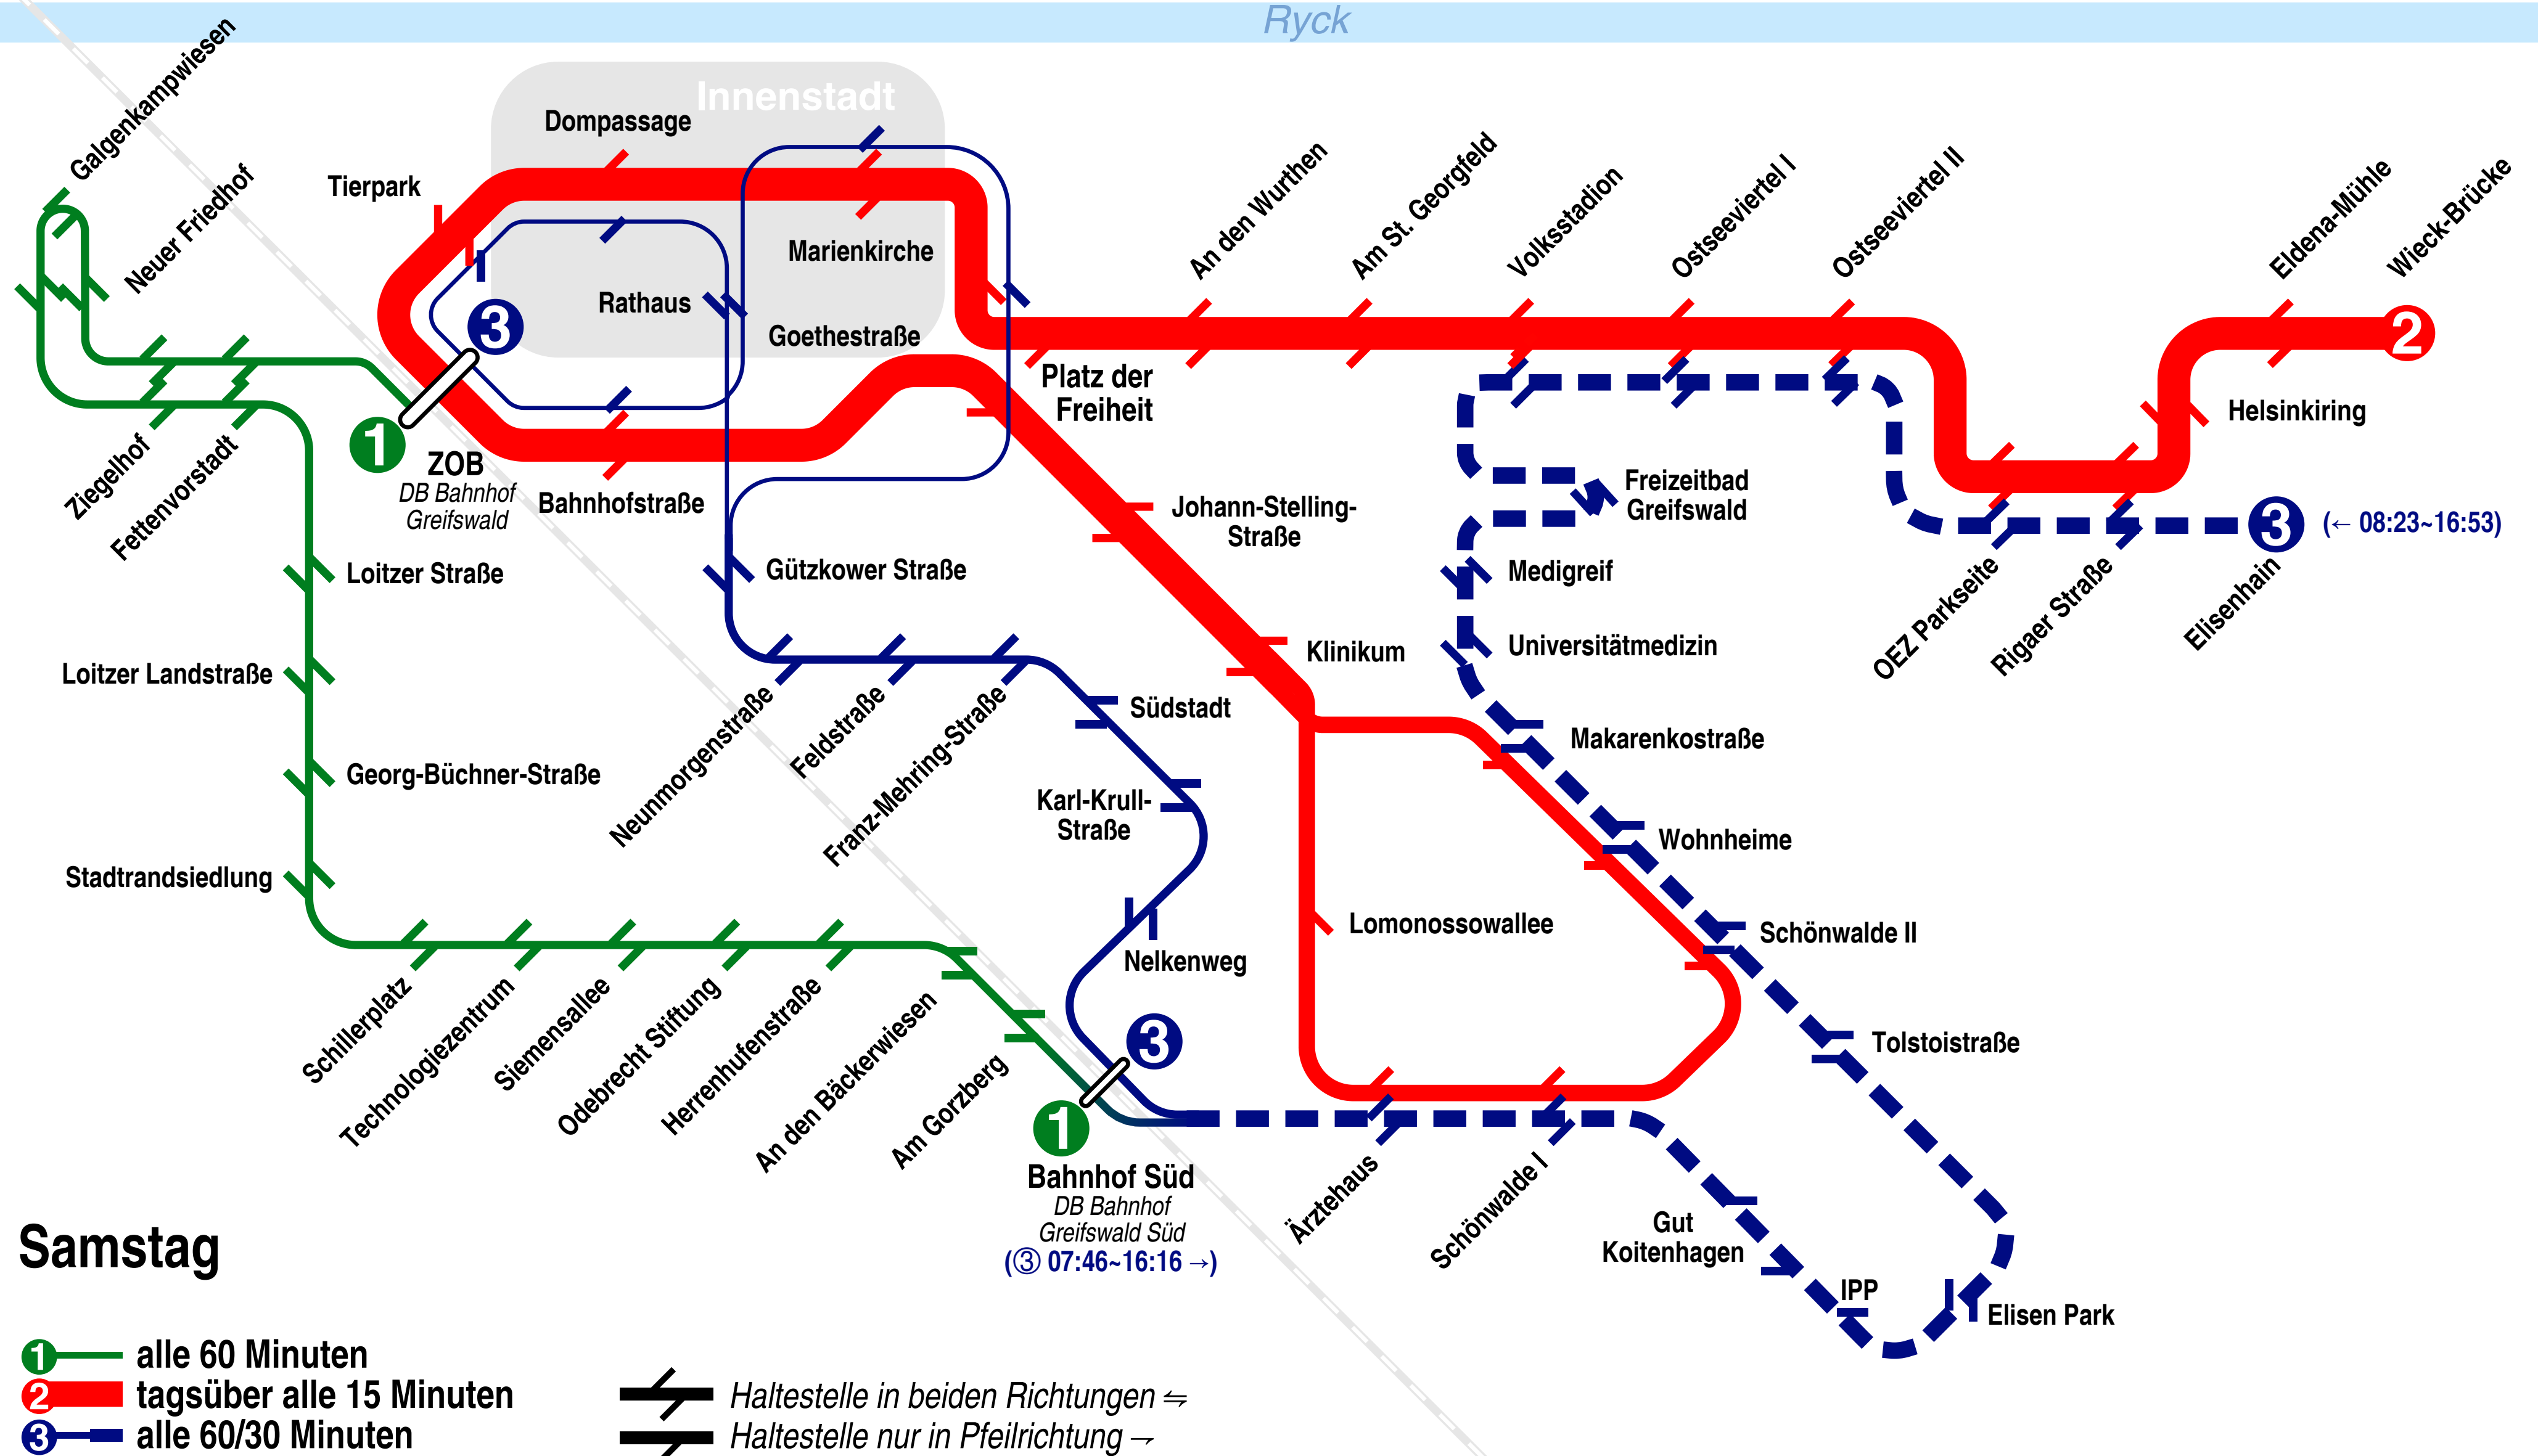 Ryck
Galgenkampwiesen
Innenstadt
Dompassage
Tierpark
Neuer Friedhof
An den Wurthen
Am St. Georgfeld
Volksstadion
Ostseeviertel I
Ostseeviertel II
Eldena-Mühle
Wieck-Brücke
Marienkirche
Rathaus
3
Goethestraße
2
Platz der
Freiheit
Helsinkiring
1
ZOB
DB Bahnhof
Greifswald
Bahnhofstraße
Ziegelhof
Fettenvorstadt
Johann-Stelling-
Straße
Freizeitbad
Greifswald
3
(← 08:23~16:53)
Loitzer Straße
Gützkower Straße
Medigreif
OEZ Parkseite
Rigaer Straße
Elisenhain
Klinikum
Universitätmedizin
Loitzer Landstraße
Neunmorgenstraße
Feldstraße
Franz-Mehring-Straße
Südstadt
Makarenkostraße
Georg-Büchner-Straße
Karl-Krull-
Straße
Wohnheime
Stadtrandsiedlung
Lomonossowallee
Schönwalde II
Nelkenweg
Schillerplatz
Technologiezentrum
Siemensallee
Odebrecht Stiftung
Herrenhufenstraße
An den Bäckerwiesen
Am Gorzberg
3
Tolstoistraße
1
Bahnhof Süd
DB Bahnhof
Greifswald Süd
(③ 07:46~16:16 →)
Ärztehaus
Schönwalde I
Gut
Koitenhagen
IPP
Elisen Park
Samstag
1 alle 60 Minuten
2 tagsüber alle 15 Minuten
3 alle 60/30 Minuten
Haltestelle in beiden Richtungen ⇋
Haltestelle nur in Pfeilrichtung ⇀